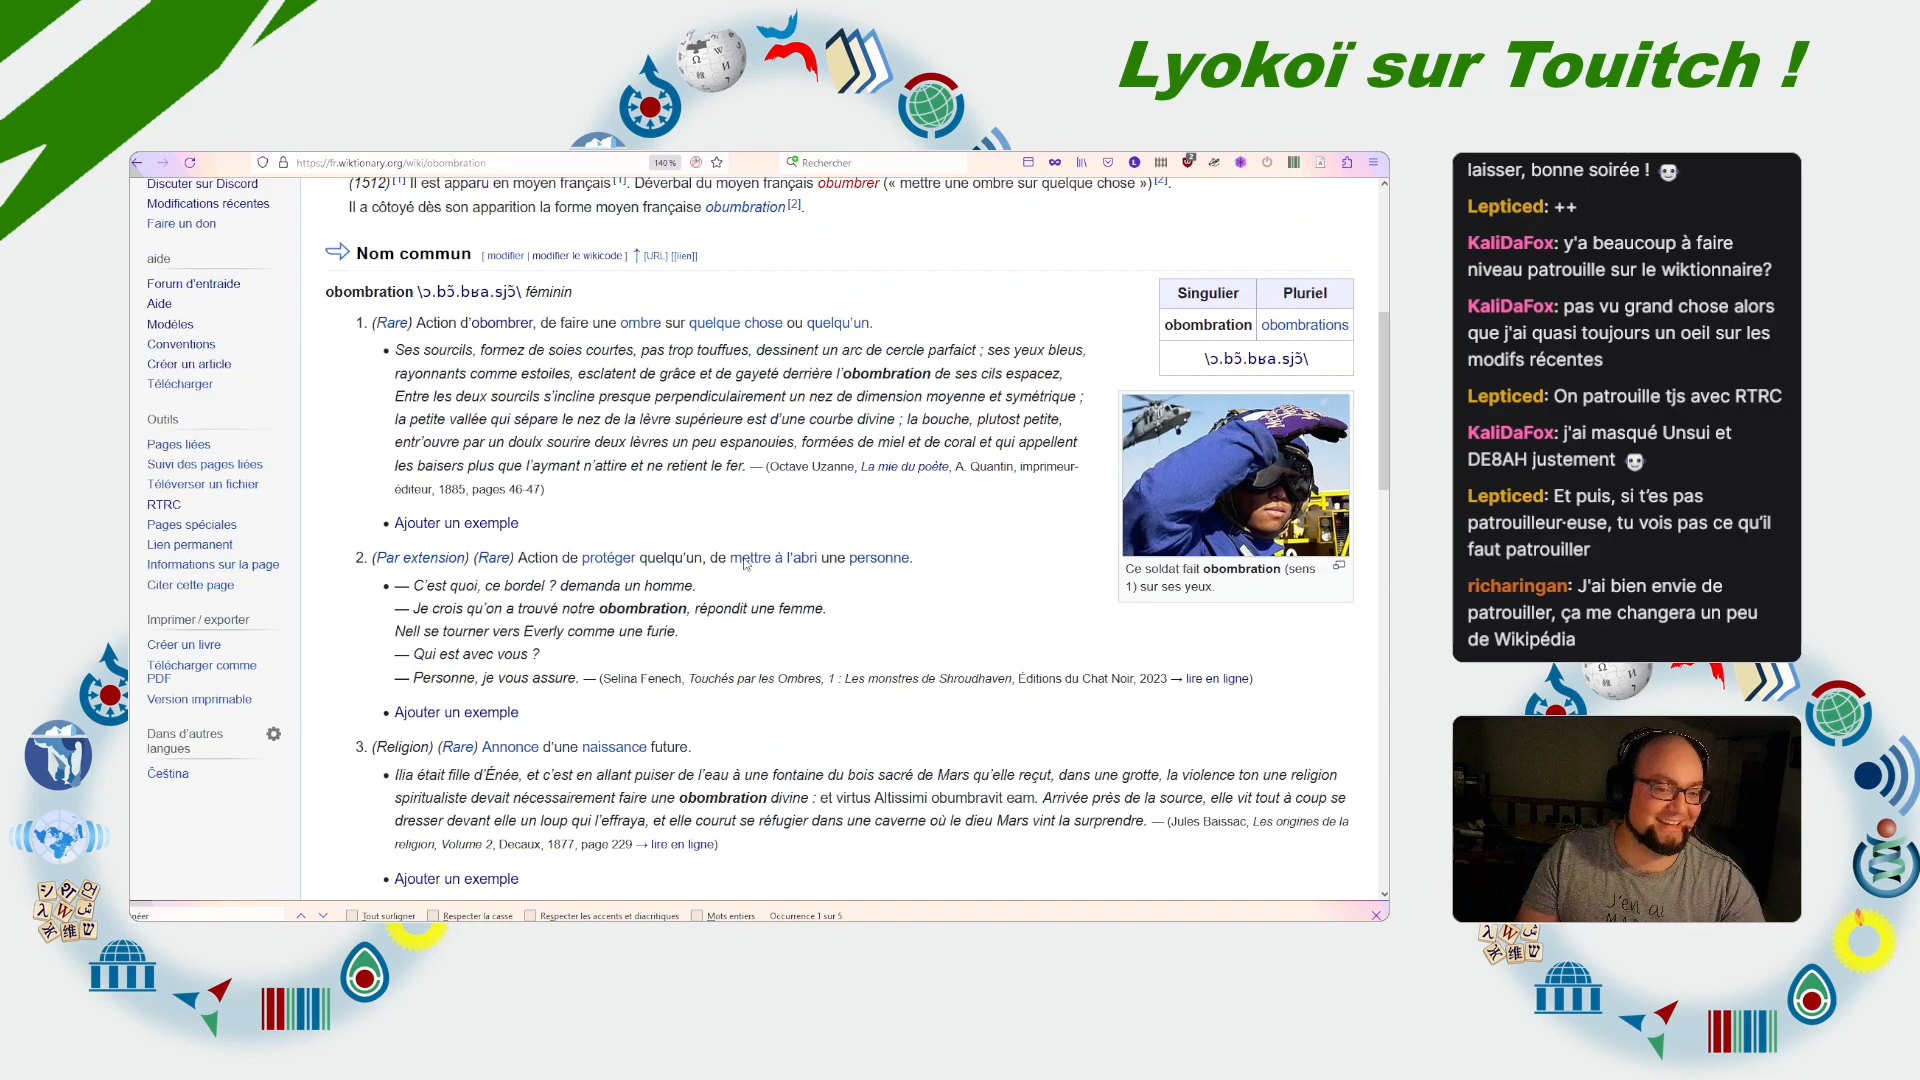 Lyokoï sur Touitch !
https://fr.wiktionary.org/wiki/obombration
140 %
Rechercher
Discuter sur Discord
Modifications récentes
Faire un don
aide
Forum d'entraide
Aide
Modèles
Conventions
Créer un article
Télécharger
Outils
Pages liées
Suivi des pages liées
Téléverser un fichier
RTRC
Pages spéciales
Lien permanent
Informations sur la page
Citer cette page
Imprimer / exporter
Créer un livre
Télécharger comme
PDF
Version imprimable
Dans d'autres
langues
Čeština
(1512)[1] Il est apparu en moyen français[1]. Déverbal du moyen français obumbrer (« mettre une ombre sur quelque chose »)[2].
Il a côtoyé dès son apparition la forme moyen française obumbration[2].
Nom commun [ modifier | modifier le wikicode ] ↑ [URL] [[lien]]
obombration \ɔ.bɔ̃.bʁa.sjɔ̃\ féminin
1. (Rare) Action d'obombrer, de faire une ombre sur quelque chose ou quelqu'un.
• Ses sourcils, formez de soies courtes, pas trop touffues, dessinent un arc de cercle parfaict ; ses yeux bleus,
rayonnants comme estoiles, esclatent de grâce et de gayeté derrière l'obombration de ses cils espacez,
Entre les deux sourcils s'incline presque perpendiculairement un nez de dimension moyenne et symétrique ;
la petite vallée qui sépare le nez de la lèvre supérieure est d'une courbe divine ; la bouche, plutost petite,
entr'ouvre par un doulx sourire deux lèvres un peu espanouies, formées de miel et de coral et qui appellent
les baisers plus que l'aymant n'attire et ne retient le fer. — (Octave Uzanne, La mie du poète, A. Quantin, imprimeur-
éditeur, 1885, pages 46-47)
• Ajouter un exemple
2. (Par extension) (Rare) Action de protéger quelqu'un, de mettre à l'abri une personne.
• — C'est quoi, ce bordel ? demanda un homme.
— Je crois qu'on a trouvé notre obombration, répondit une femme.
Nell se tourner vers Everly comme une furie.
— Qui est avec vous ?
— Personne, je vous assure. — (Selina Fenech, Touchés par les Ombres, 1 : Les monstres de Shroudhaven, Éditions du Chat Noir, 2023 → lire en ligne)
• Ajouter un exemple
3. (Religion) (Rare) Annonce d'une naissance future.
• Ilia était fille d'Énée, et c'est en allant puiser de l'eau à une fontaine du bois sacré de Mars qu'elle reçut, dans une grotte, la violence ton une religion
spiritualiste devait nécessairement faire une obombration divine : et virtus Altissimi obumbravit eam. Arrivée près de la source, elle vit tout à coup se
dresser devant elle un loup qui l'effraya, et elle courut se réfugier dans une caverne où le dieu Mars vint la surprendre. — (Jules Baissac, Les origines de la
religion, Volume 2, Decaux, 1877, page 229 → lire en ligne)
• Ajouter un exemple
Singulier Pluriel
obombration obombrations
\ɔ.bɔ̃.bʁa.sjɔ̃\
Ce soldat fait obombration (sens
1) sur ses yeux.
Tout surligner Respecter la casse Respecter les accents et diacritiques Mots entiers Occurrence 1 sur 5
laisser, bonne soirée !
Lepticed: ++
KaliDaFox: y'a beaucoup à faire
niveau patrouille sur le wiktionnaire?
KaliDaFox: pas vu grand chose alors
que j'ai quasi toujours un oeil sur les
modifs récentes
Lepticed: On patrouille tjs avec RTRC
KaliDaFox: j'ai masqué Unsui et
DE8AH justement
Lepticed: Et puis, si t'es pas
patrouilleur·euse, tu vois pas ce qu'il
faut patrouiller
richaringan: J'ai bien envie de
patrouiller, ça me changera un peu
de Wikipédia
J'en ai